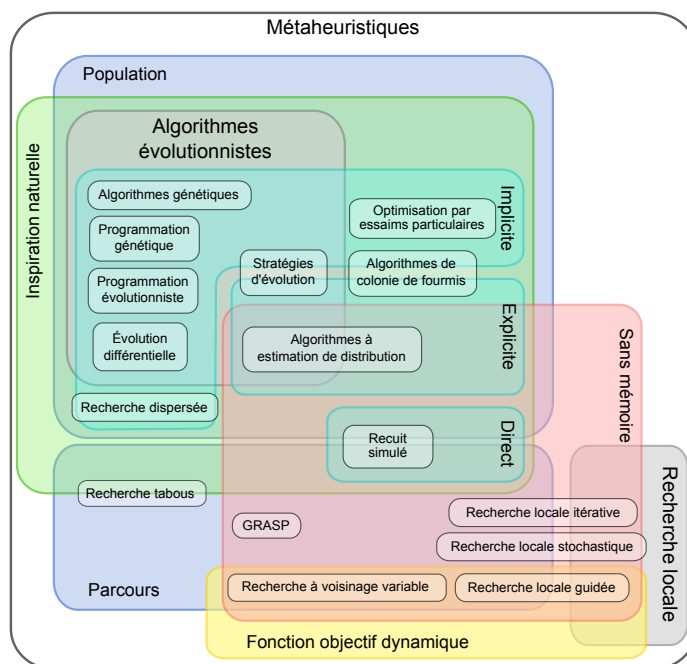 Métaheuristiques
Population
Algorithmes
évolutionnistes
Inspiration naturelle
Implicite
Algorithmes génétiques
Optimisation par
essaims particulaires
Programmation
génétique
Stratégies
d'évolution
Algorithmes de
colonie de fourmis
Programmation
évolutionniste
Explicite
Sans mémoire
Évolution
différentielle
Algorithmes à
estimation de distribution
Recherche dispersée
Direct
Recuit
simulé
Recherche locale
Recherche tabous
GRASP
Recherche locale itérative
Recherche locale stochastique
Parcours
Recherche à voisinage variable
Recherche locale guidée
Fonction objectif dynamique